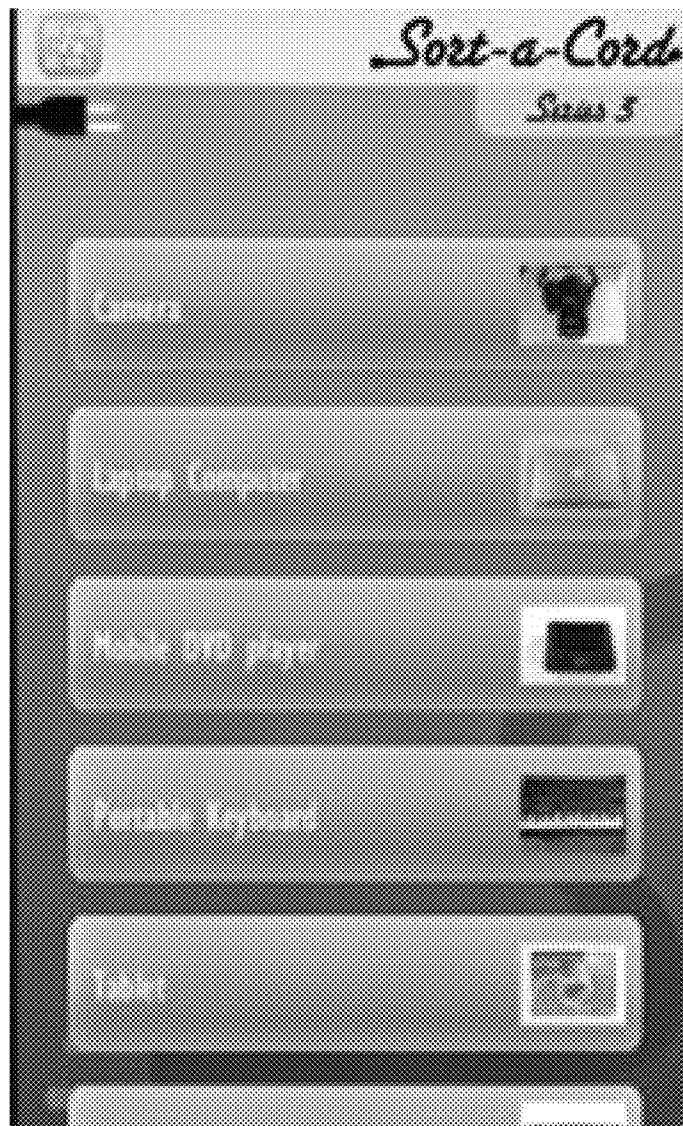 Sort-a-Cord
Series 5
Camera
Laptop Computer
Mobile DVD player
Portable Keyboard
Tablet